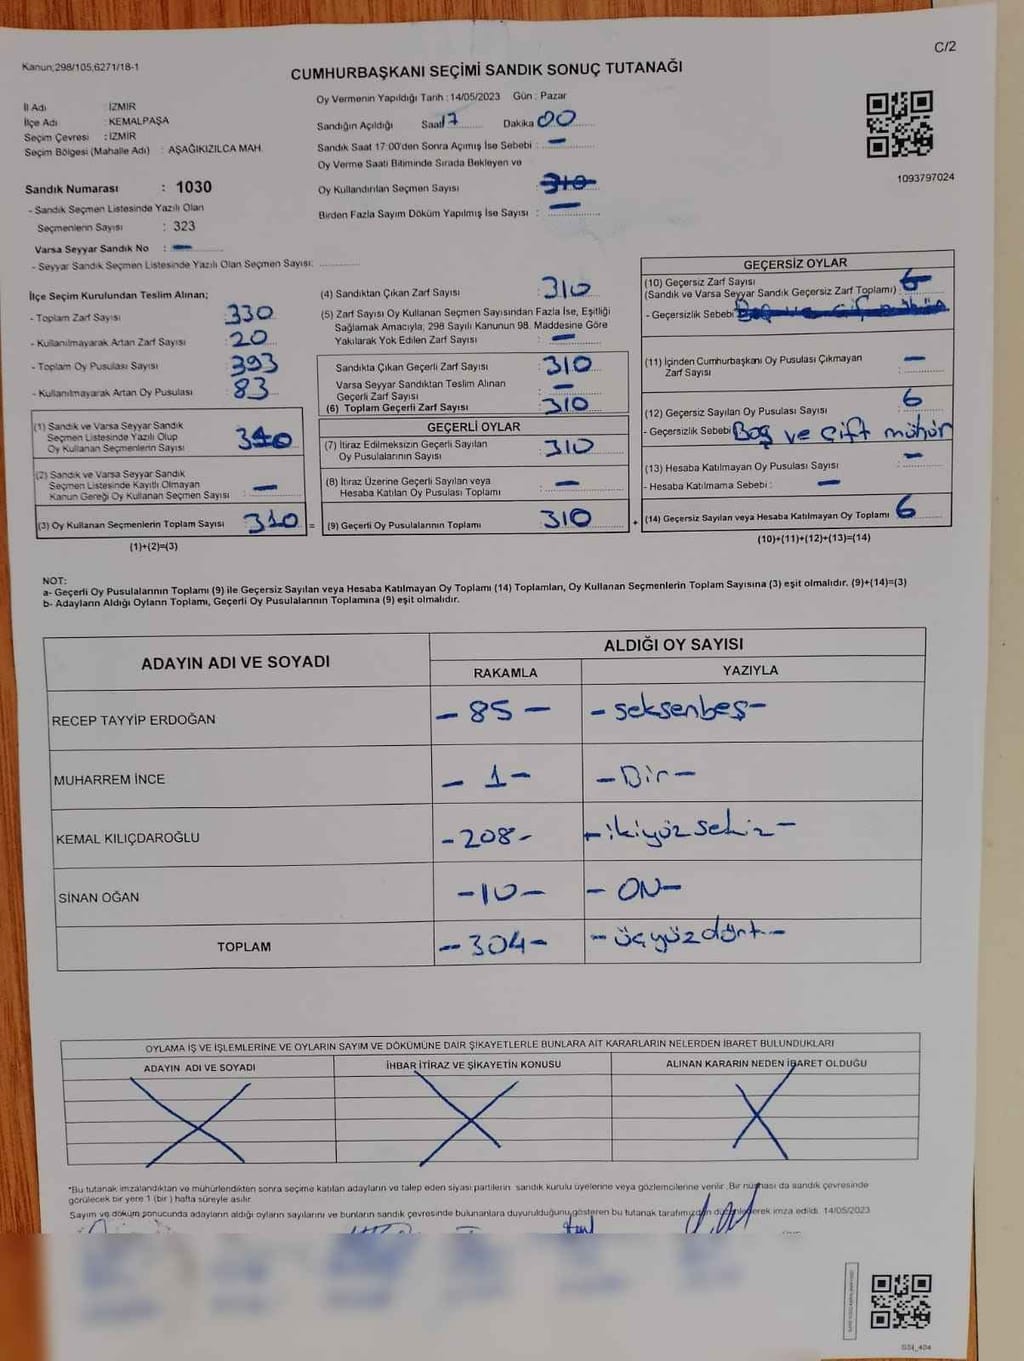 C/2
Kanun;298/105,6271/18-1
CUMHURBAŞKANI SEÇİMİ SANDIK SONUÇ TUTANAĞI
İl Adı : İZMİR
İlçe Adı : KEMALPAŞA
Seçim Çevresi : İZMİR
Seçim Bölgesi (Mahalle Adı) : AŞAĞIKIZILCA MAH.
Sandık Numarası : 1030
- Sandık Seçmen Listesinde Yazılı Olan
Seçmenlerin Sayısı : 323
Varsa Seyyar Sandık No : —
- Seyyar Sandık Seçmen Listesinde Yazılı Olan Seçmen Sayısı:
Oy Vermenin Yapıldığı Tarih : 14/05/2023 Gün : Pazar
Sandığın Açıldığı Saat 17 Dakika 00
Sandık Saat 17:00'den Sonra Açımış İse Sebebi : —
Oy Verme Saati Bitiminde Sırada Bekleyen ve
Oy Kullandırılan Seçmen Sayısı : 310
Birden Fazla Sayım Döküm Yapılmış İse Sayısı : —
1093797024
İlçe Seçim Kurulundan Teslim Alınan;
- Toplam Zarf Sayısı : 330
- Kullanılmayarak Artan Zarf Sayısı : 20
- Toplam Oy Pusulası Sayısı : 393
- Kullanılmayarak Artan Oy Pusulası : 83
(1) Sandık ve Varsa Seyyar Sandık
Seçmen Listesinde Yazılı Olup
Oy Kullanan Seçmenlerin Sayısı : 310
(2) Sandık ve Varsa Seyyar Sandık
Seçmen Listesinde Kayıtlı Olmayan
Kanun Gereği Oy Kullanan Seçmen Sayısı : —
(3) Oy Kullanan Seçmenlerin Toplam Sayısı : 310 =
(1)+(2)=(3)
(4) Sandıktan Çıkan Zarf Sayısı : 310
(5) Zarf Sayısı Oy Kullanan Seçmen Sayısından Fazla İse, Eşitliği
Sağlamak Amacıyla, 298 Sayılı Kanunun 98. Maddesine Göre
Yakılarak Yok Edilen Zarf Sayısı : —
Sandıkta Çıkan Geçerli Zarf Sayısı : 310
Varsa Seyyar Sandıktan Teslim Alınan
Geçerli Zarf Sayısı : —
(6) Toplam Geçerli Zarf Sayısı : 310
GEÇERLİ OYLAR
(7) İtiraz Edilmeksizin Geçerli Sayılan
Oy Pusulalarının Sayısı : 310
(8) İtiraz Üzerine Geçerli Sayılan veya
Hesaba Katılan Oy Pusulası Toplamı : —
(9) Geçerli Oy Pusulalarının Toplamı : 310 +
GEÇERSİZ OYLAR
(10) Geçersiz Zarf Sayısı
(Sandık ve Varsa Seyyar Sandık Geçersiz Zarf Toplamı) : 6
- Geçersizlik Sebebi
(11) İçinden Cumhurbaşkanı Oy Pusulası Çıkmayan
Zarf Sayısı : —
(12) Geçersiz Sayılan Oy Pusulası Sayısı : 6
- Geçersizlik Sebebi Boş ve çift mühür
(13) Hesaba Katılmayan Oy Pusulası Sayısı : —
- Hesaba Katılmama Sebebi : —
(14) Geçersiz Sayılan veya Hesaba Katılmayan Oy Toplamı : 6
(10)+(11)+(12)+(13)=(14)
NOT:
a- Geçerli Oy Pusulalarının Toplamı (9) ile Geçersiz Sayılan veya Hesaba Katılmayan Oy Toplamı (14) Toplamları, Oy Kullanan Seçmenlerin Toplam Sayısına (3) eşit olmalıdır. (9)+(14)=(3)
b- Adayların Aldığı Oyların Toplamı, Geçerli Oy Pusulalarının Toplamına (9) eşit olmalıdır.
ADAYIN ADI VE SOYADI
ALDIĞI OY SAYISI
RAKAMLA YAZIYLA
RECEP TAYYİP ERDOĞAN — 85 — — seksenbeş —
MUHARREM İNCE — 1 — — Bir —
KEMAL KILIÇDAROĞLU — 208 — — ikiyüz sekiz —
SİNAN OĞAN — 10 — — ON —
TOPLAM — 304 — — üçyüzdört —
OYLAMA İŞ VE İŞLEMLERİNE VE OYLARIN SAYIM VE DÖKÜMÜNE DAİR ŞİKAYETLERLE BUNLARA AİT KARARLARIN NELERDEN İBARET BULUNDUKLARI
ADAYIN ADI VE SOYADI İHBAR İTİRAZ VE ŞİKAYETİN KONUSU ALINAN KARARIN NEDEN İBARET OLDUĞU
*Bu tutanak imzalandıktan ve mühürlendikten sonra seçime katılan adayların ve talep eden siyasi partilerin sandık kurulu üyelerine veya gözlemcilerine verilir. Bir nüshası da sandık çevresinde
görülecek bir yere 1 (bir ) hafta süreyle asılır.
Sayım ve döküm sonucunda adayların aldığı oyların sayılarını ve bunların sandık çevresinde bulunanlara duyurulduğunu gösteren bu tutanak tarafımızdan düzenlenerek imza edildi. 14/05/2023